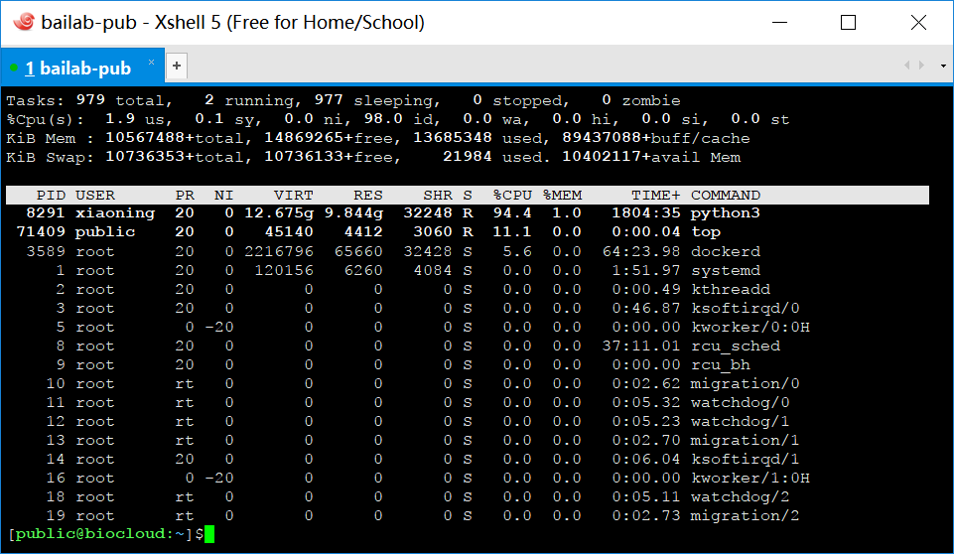 bailab-pub - Xshell 5 (Free for Home/School)
1 bailab-pub × +
Tasks: 979 total,   2 running, 977 sleeping,   0 stopped,   0 zombie
%Cpu(s):  1.9 us,  0.1 sy,  0.0 ni, 98.0 id,  0.0 wa,  0.0 hi,  0.0 si,  0.0 st
KiB Mem : 10567488+total, 14869265+free, 13685348 used, 89437088+buff/cache
KiB Swap: 10736353+total, 10736133+free,    21984 used. 10402117+avail Mem
PID USER      PR  NI    VIRT    RES    SHR S  %CPU %MEM     TIME+ COMMAND
8291 xiaoning  20   0 12.675g 9.844g  32248 R  94.4  1.0   1804:35 python3
71409 public    20   0   45140   4412   3060 R  11.1  0.0   0:00.04 top
3589 root      20   0 2216796  65660  32428 S   5.6  0.0  64:23.98 dockerd
1 root      20   0  120156   6260   4084 S   0.0  0.0   1:51.97 systemd
2 root      20   0       0      0      0 S   0.0  0.0   0:00.49 kthreadd
3 root      20   0       0      0      0 S   0.0  0.0   0:46.87 ksoftirqd/0
5 root       0 -20       0      0      0 S   0.0  0.0   0:00.00 kworker/0:0H
8 root      20   0       0      0      0 S   0.0  0.0  37:11.01 rcu_sched
9 root      20   0       0      0      0 S   0.0  0.0   0:00.00 rcu_bh
10 root      rt   0       0      0      0 S   0.0  0.0   0:02.62 migration/0
11 root      rt   0       0      0      0 S   0.0  0.0   0:05.32 watchdog/0
12 root      rt   0       0      0      0 S   0.0  0.0   0:05.23 watchdog/1
13 root      rt   0       0      0      0 S   0.0  0.0   0:02.70 migration/1
14 root      20   0       0      0      0 S   0.0  0.0   0:06.04 ksoftirqd/1
16 root       0 -20       0      0      0 S   0.0  0.0   0:00.00 kworker/1:0H
18 root      rt   0       0      0      0 S   0.0  0.0   0:05.11 watchdog/2
19 root      rt   0       0      0      0 S   0.0  0.0   0:02.73 migration/2
[public@biocloud:~]$